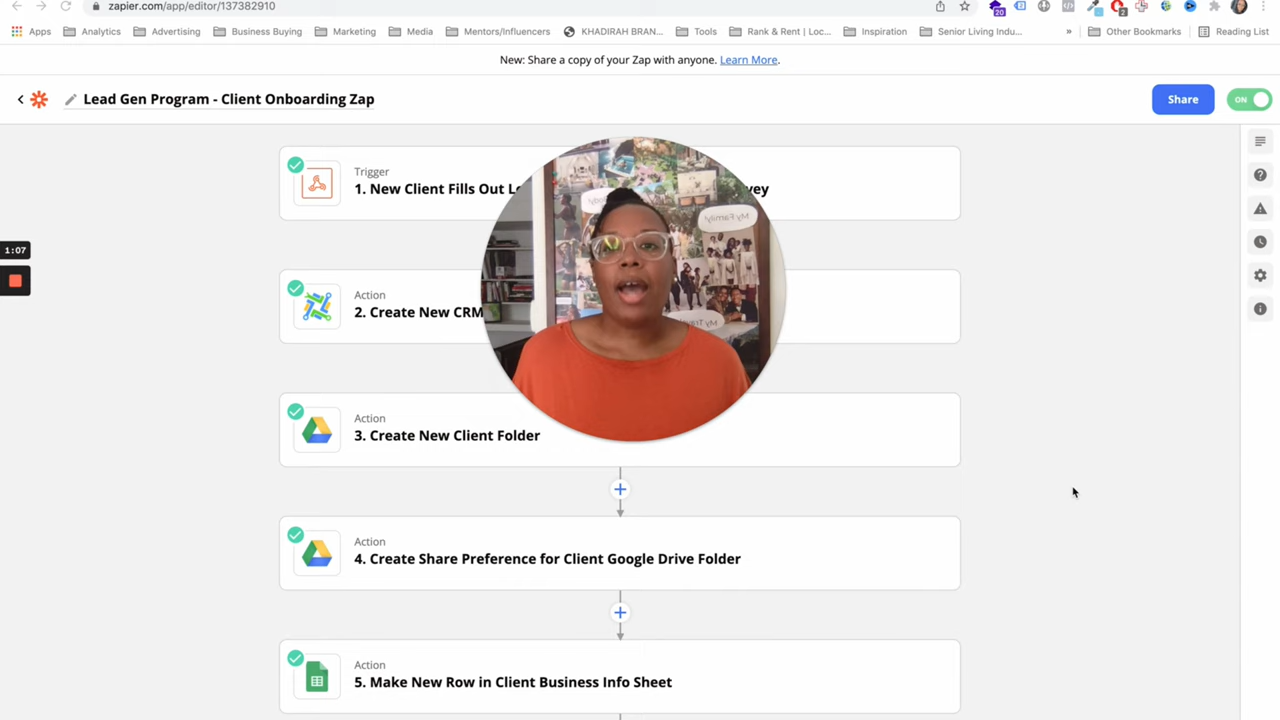 zapier.com/app/editor/137382910
20
2
Apps Analytics Advertising Business Buying Marketing Media Mentors/Influencers KHADIRAH BRAN... Tools Rank & Rent | Loc... Inspiration Senior Living Indu... » Other Bookmarks Reading List
New: Share a copy of your Zap with anyone. Learn More.
Lead Gen Program - Client Onboarding Zap
Share
ON
Trigger
1. New Client Fills Out
1:07
Action
2. Create New CRM
Action
3. Create New Client Folder
Action
4. Create Share Preference for Client Google Drive Folder
Action
5. Make New Row in Client Business Info Sheet
My Family